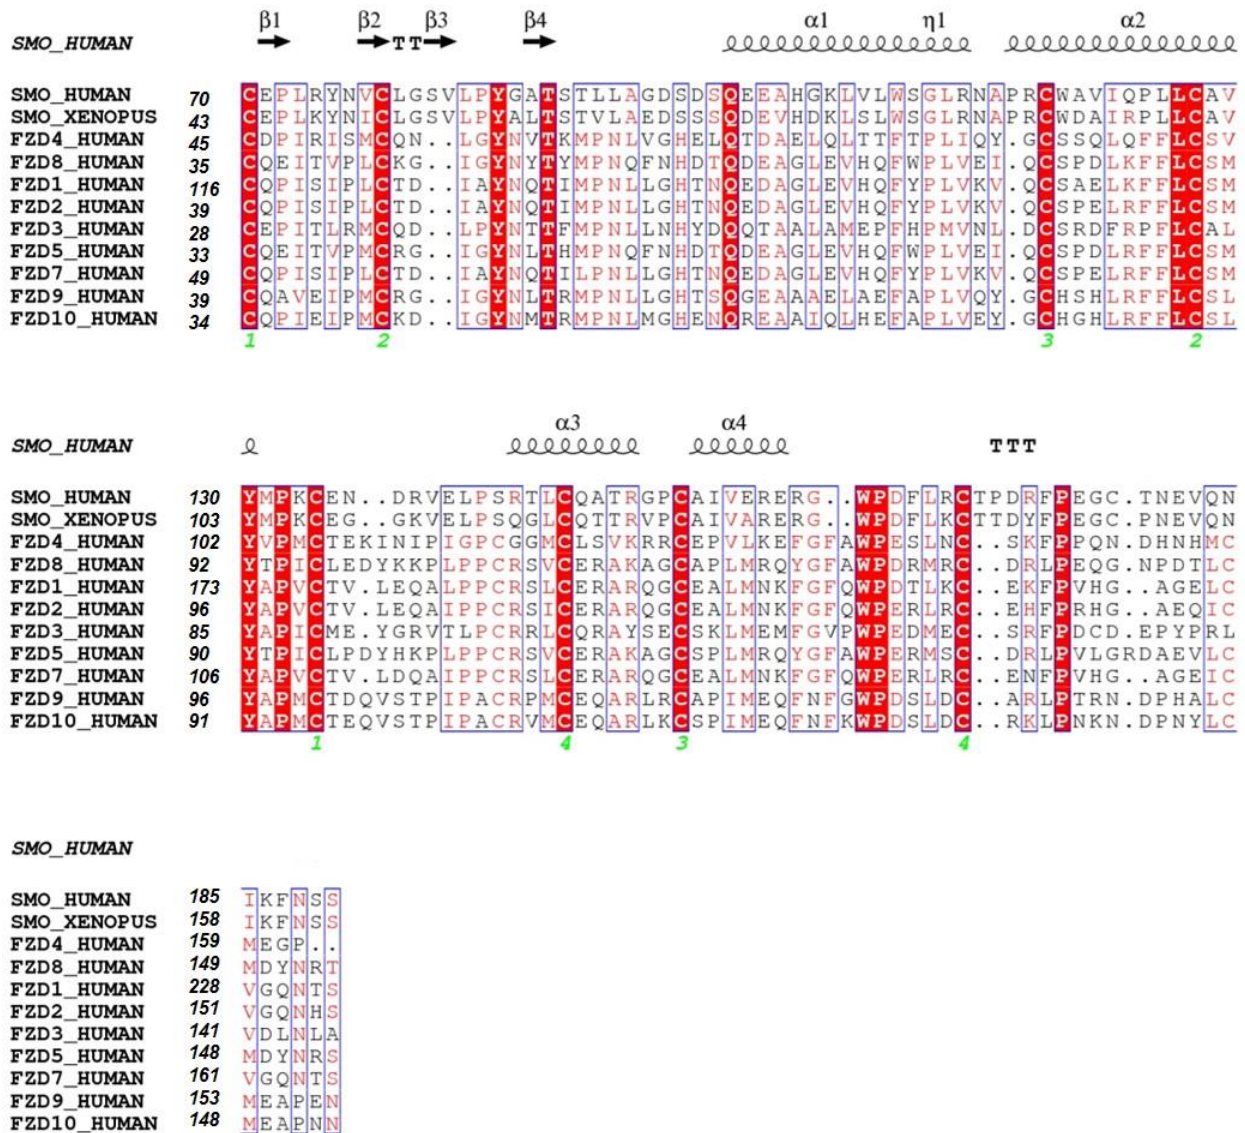 β1 β2 β3 β4 α1 η1 α2
SMO_HUMAN TT
SMO_HUMAN 70 CEPLRYNVCLGSVLPYGATSTLLAGDSDSQEEAHGKLVLWSGLRNAPRCWAVIQPLLCAV
SMO_XENOPUS 43 CEPLKYNICLGSVLPYALTSTVLAEDSSSQDEVHDKLSLWSGLRNAPRCWDAIRPLLCAV
FZD4_HUMAN 45 CDPIRISMCQN..LGYNVTKMPNLVGHELQTDAELQLTTFTPLIQY.GCSSQLQFFLCSV
FZD8_HUMAN 35 CQEITVPLCKG..IGYNYTYMPNQFNHDTQDEAGLEVHQFWPLVEI.QCSPDLKFFLCSM
FZD1_HUMAN 116 CQPISIPLCTD..IAYNQTIMPNLLGHTNQEDAGLEVHQFYPLVKV.QCSAELKFFLCSM
FZD2_HUMAN 39 CQPISIPLCTD..IAYNQTIMPNLLGHTNQEDAGLEVHQFYPLVKV.QCSPELRFFLCSM
FZD3_HUMAN 28 CEPITLRMCQD..LPYNTTFMPNLLNHYDQQTAALAMEPFHPMVNL.DCSRDFRPFLCAL
FZD5_HUMAN 33 CQEITVPMCRG..IGYNLTHMPNQFNHDTQDEAGLEVHQFWPLVEI.QCSPDLRFFLCSM
FZD7_HUMAN 49 CQPISIPLCTD..IAYNQTILPNLLGHTNQEDAGLEVHQFYPLVKV.QCSPELRFFLCSM
FZD9_HUMAN 39 CQAVEIPMCRG..IGYNLTRMPNLLGHTSQGEAAAELAEFAPLVQY.GCHSHLRFFLCSL
FZD10_HUMAN 34 CQPIEIPMCKD..IGYNMTRMPNLMGHENQREAAIQLHEFAPLVEY.GCHGHLRFFLCSL
1 2 3 2
α3 α4
SMO_HUMAN TTT
SMO_HUMAN 130 YMPKCEN..DRVELPSRTLCQATRGPCAIVERERG..WPDFLRCTPDRFPEGC.TNEVQN
SMO_XENOPUS 103 YMPKCEG..GKVELPSQGLCQTTRVPCAIVARERG..WPDFLKCTTDYFPEGC.PNEVQN
FZD4_HUMAN 102 YVPMCTEKINIPIGPCGGMCLSVKRRCEPVLKEFGFAWPESLNC..SKFPPQN.DHNHMC
FZD8_HUMAN 92 YTPICLEDYKKPLPPCRSVCERAKAGCAPLMRQYGFAWPDRMRC..DRLPEQG.NPDTLC
FZD1_HUMAN 173 YAPVCTV.LEQALPPCRSLCERARQGCEALMNKFGFQWPDTLKC..EKFPVHG..AGELC
FZD2_HUMAN 96 YAPVCTV.LEQAIPPCRSICERARQGCEALMNKFGFQWPERLRC..EHFPRHG..AEQIC
FZD3_HUMAN 85 YAPICME.YGRVTLPCRRLCQRAYSECSKLMEMFGVPWPEDMEC..SRFPDCD.EPYPRL
FZD5_HUMAN 90 YTPICLPDYHKPLPPCRSVCERAKAGCSPLMRQYGFAWPERMSC..DRLPVLGRDAEVLC
FZD7_HUMAN 106 YAPVCTV.LDQAIPPCRSLCERARQGCEALMNKFGFQWPERLRC..ENFPVHG..AGEIC
FZD9_HUMAN 96 YAPMCTDQVSTPIPACRPMCEQARLRCAPIMEQFNFGWPDSLDC..ARLPTRN.DPHALC
FZD10_HUMAN 91 YAPMCTEQVSTPIPACRVMCEQARLKCSPIMEQFNFKWPDSLDC..RKLPNKN.DPNYLC
1 4 3 4
SMO_HUMAN
SMO_HUMAN 185 IKFNSS
SMO_XENOPUS 158 IKFNSS
FZD4_HUMAN 159 MEGP..
FZD8_HUMAN 149 MDYNRT
FZD1_HUMAN 228 VGQNTS
FZD2_HUMAN 151 VGQNHS
FZD3_HUMAN 141 VDLNLA
FZD5_HUMAN 148 MDYNRS
FZD7_HUMAN 161 VGQNTS
FZD9_HUMAN 153 MEAPEN
FZD10_HUMAN 148 MEAPNN